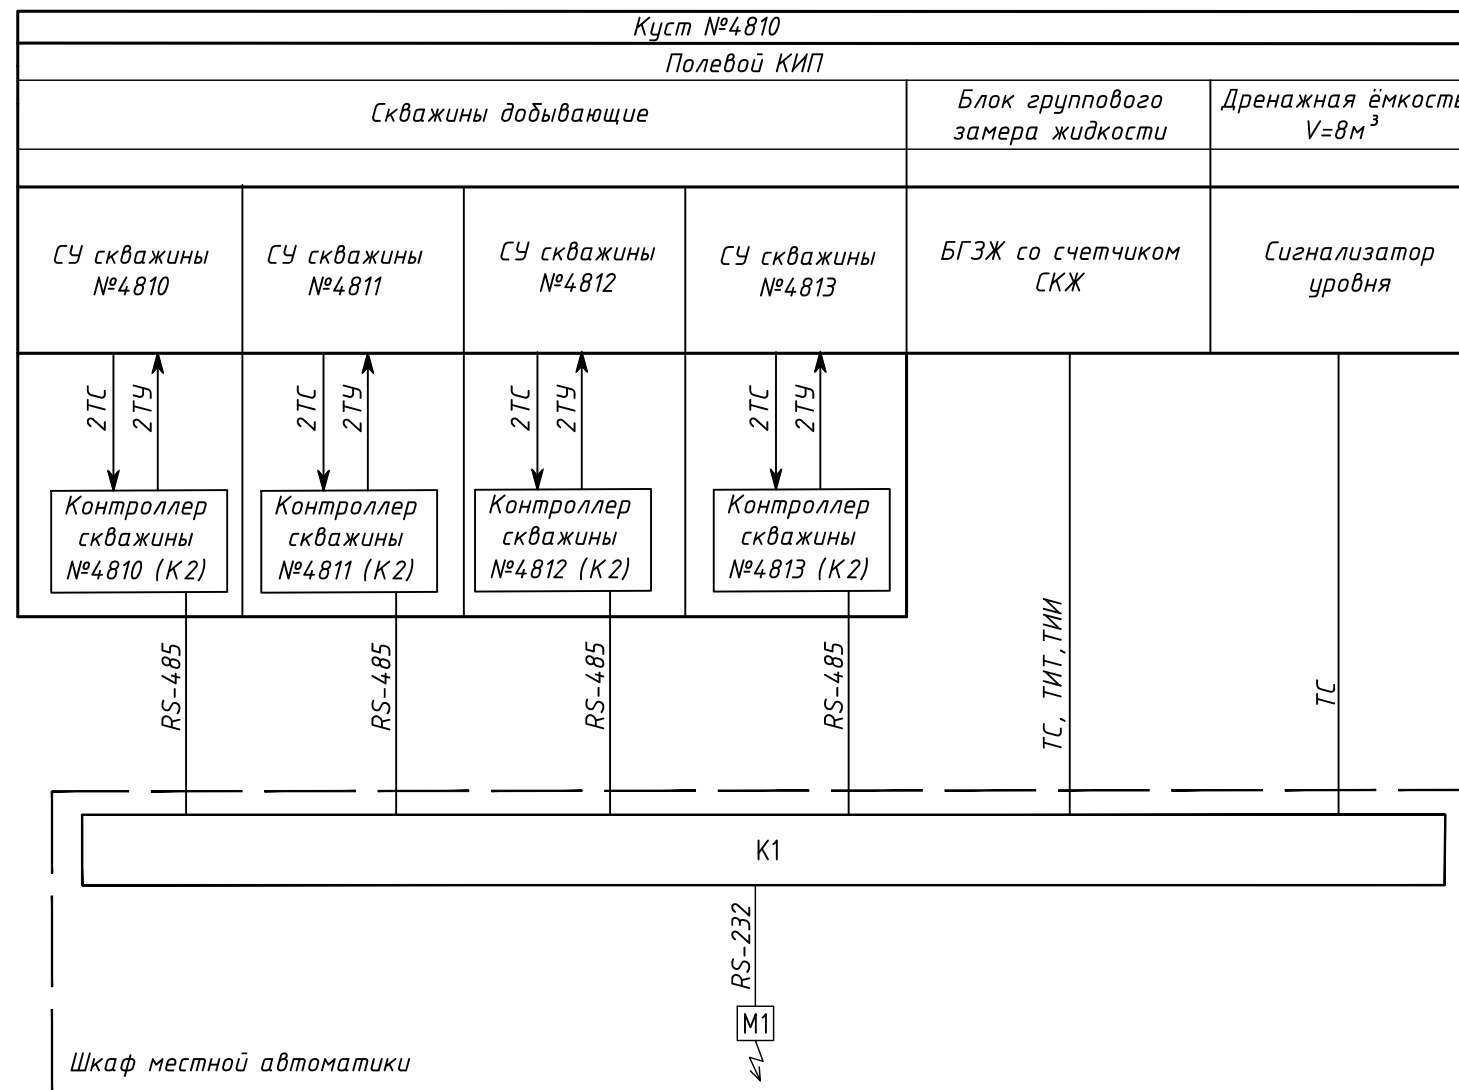 Куст №4810
Полевой КИП
Скважины добывающие
Блок группового
замера жидкости
Дренажная ёмкость
V=8м³
СУ скважины
№4810
СУ скважины
№4811
СУ скважины
№4812
СУ скважины
№4813
БГЗЖ со счетчиком
СКЖ
Сигнализатор
уровня
2ТС
2ТУ
2ТС
2ТУ
2ТС
2ТУ
2ТС
2ТУ
Контроллер
скважины
№4810 (К2)
Контроллер
скважины
№4811 (К2)
Контроллер
скважины
№4812 (К2)
Контроллер
скважины
№4813 (К2)
RS-485
RS-485
RS-485
RS-485
ТС, ТИТ,ТИИ
ТС
К1
RS-232
М1
Шкаф местной автоматики